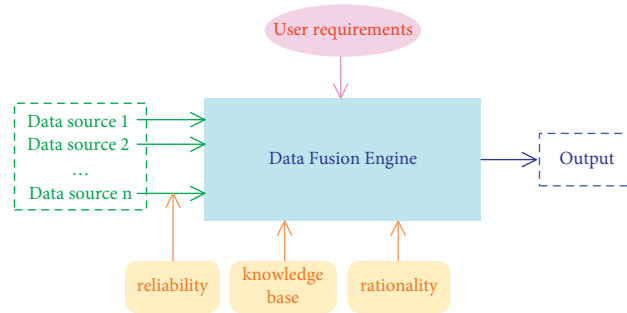 User requirements
Data source 1
Data source 2
...
Data source n
Data Fusion Engine
Output
reliability
knowledge
base
rationality